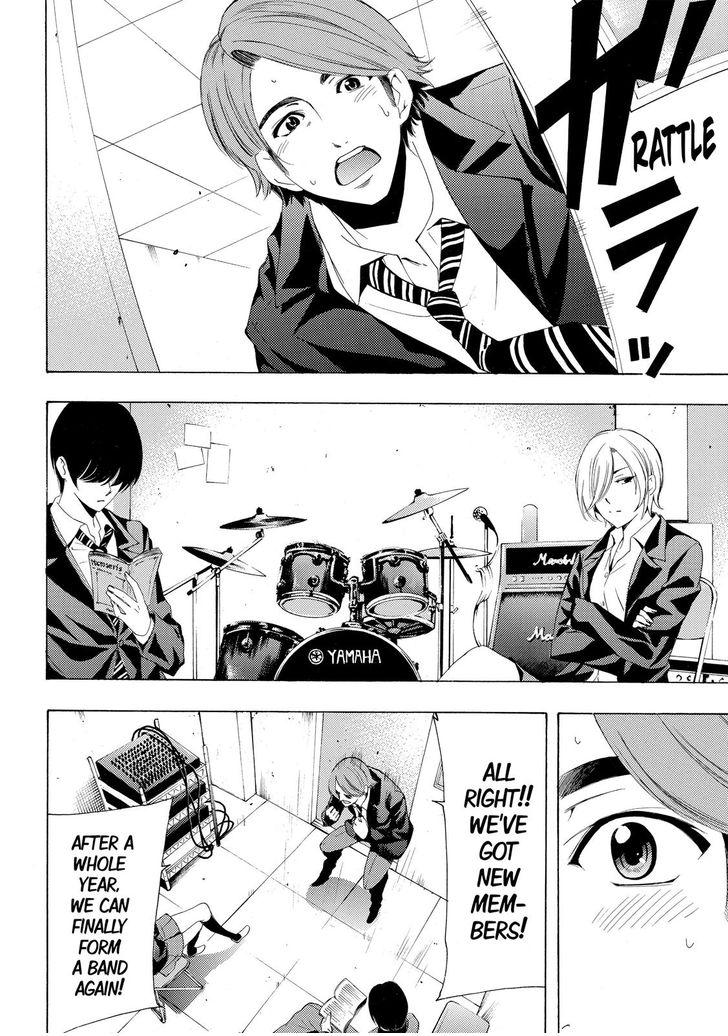 ガラッ
RATTLE
YAMAHA
ALL
RIGHT!!
WE'VE
GOT
NEW
MEM-
BERS!
AFTER A
WHOLE
YEAR,
WE CAN
FINALLY
FORM
A BAND
AGAIN!